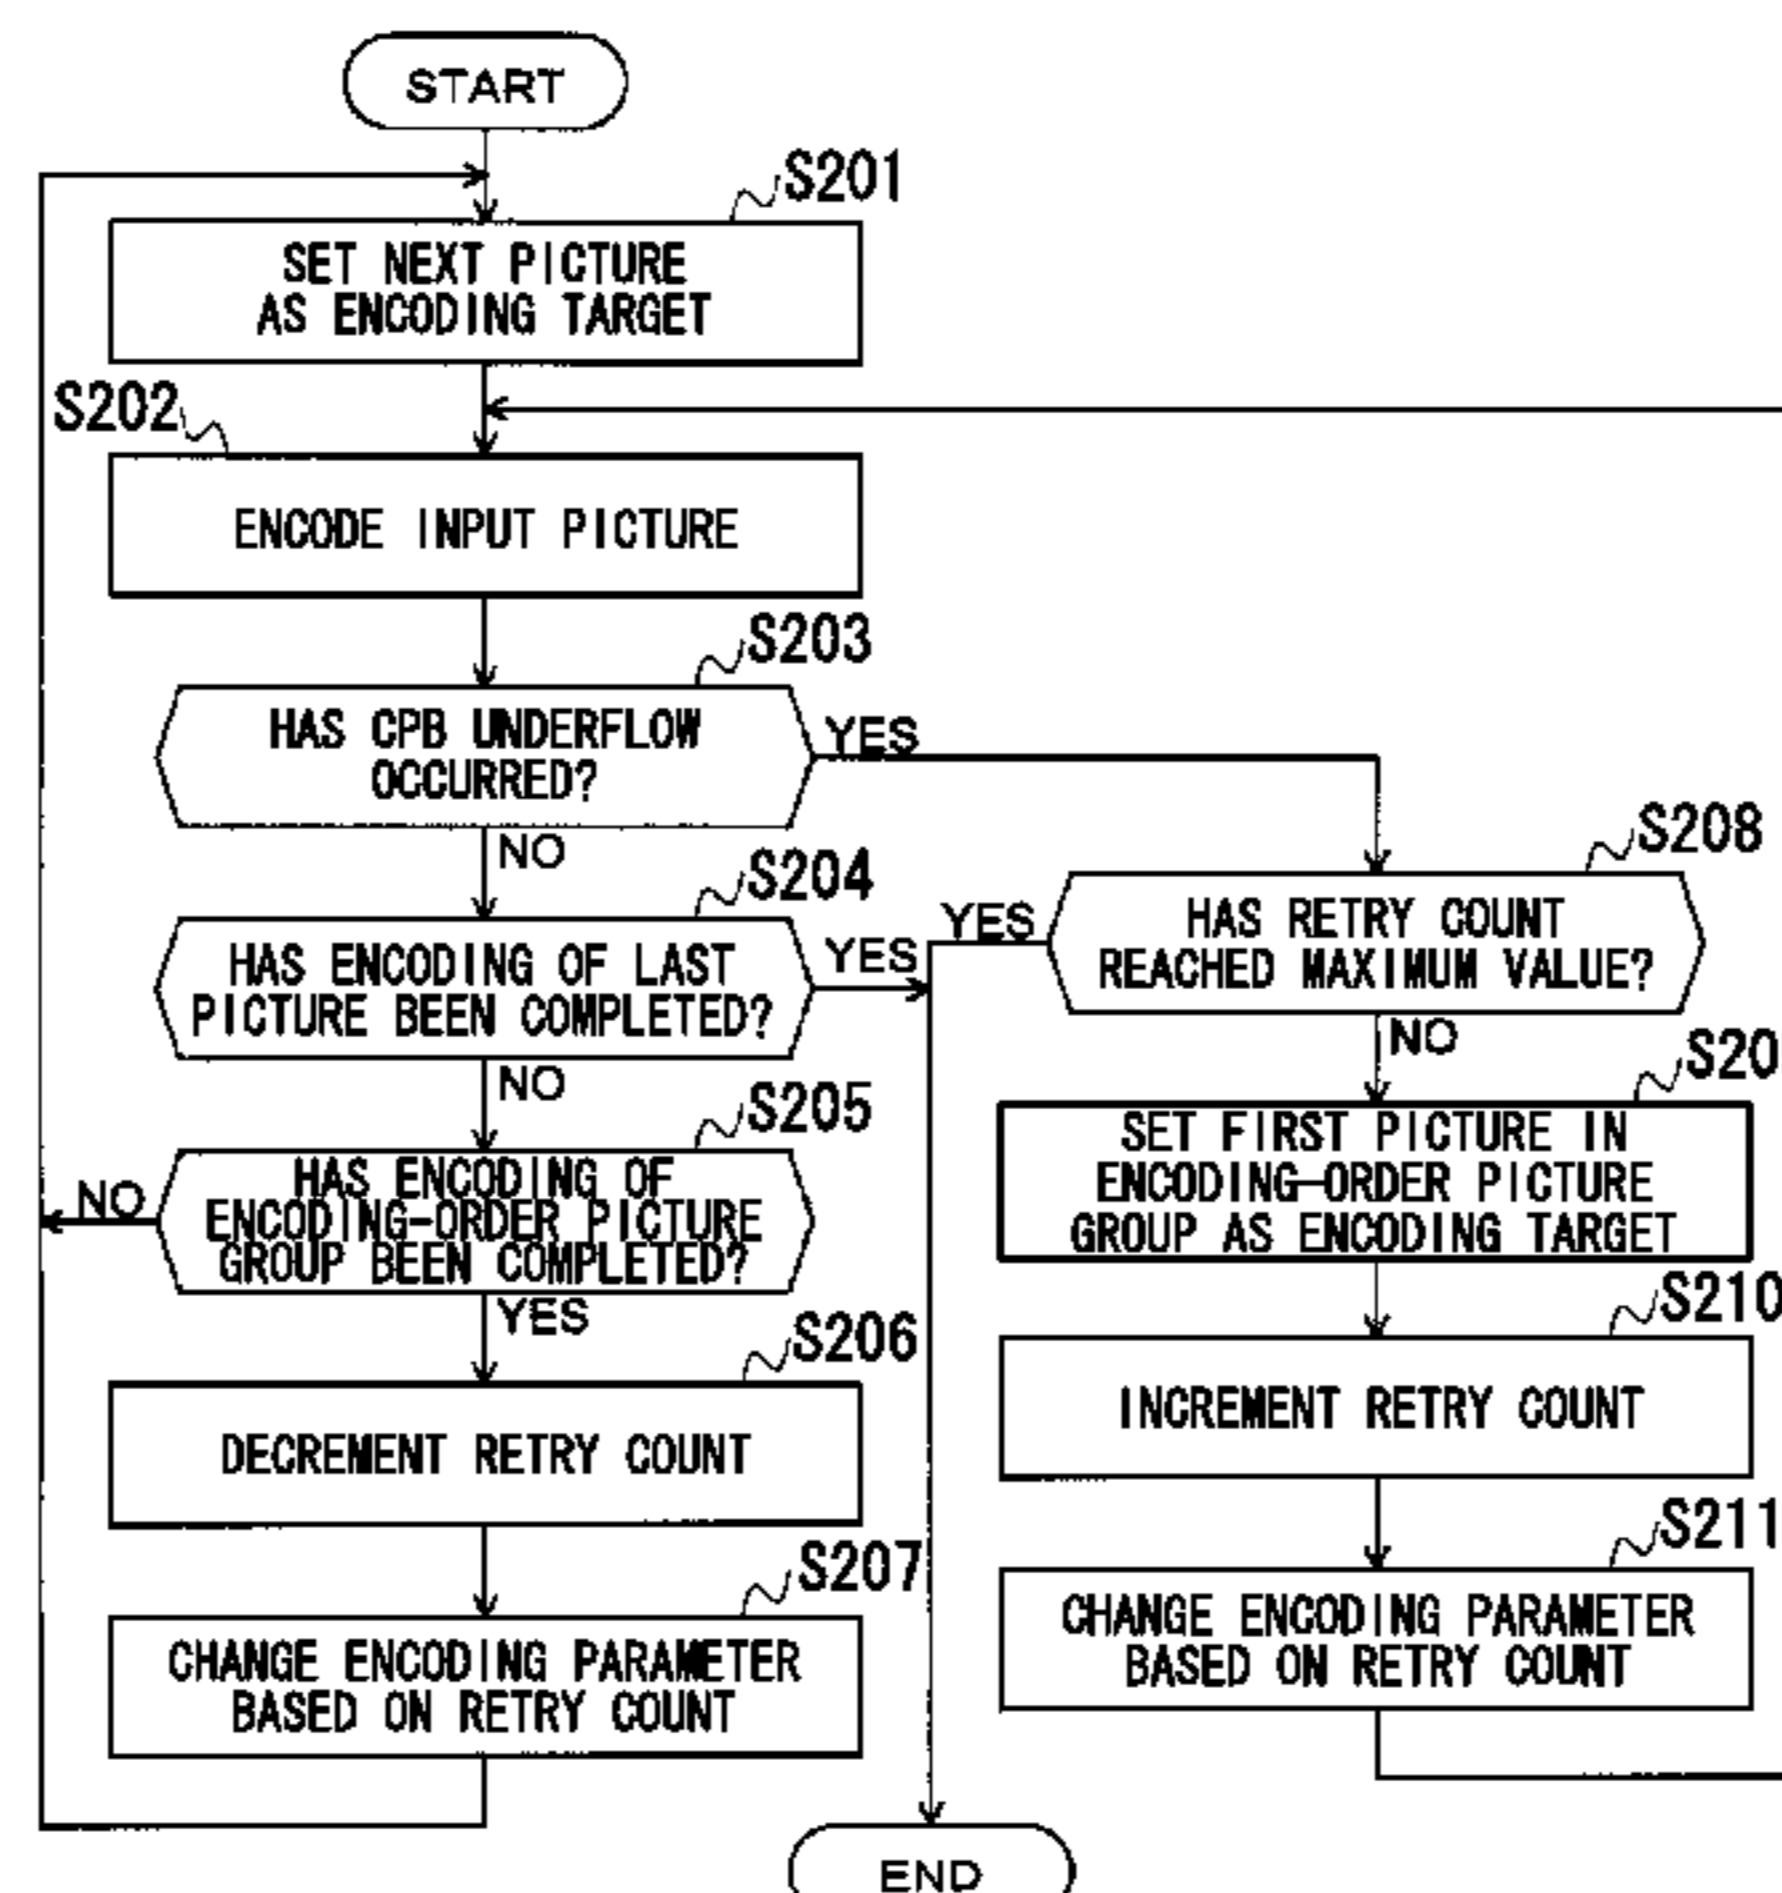 START
S201
SET NEXT PICTURE
AS ENCODING TARGET
S202
ENCODE INPUT PICTURE
S203
HAS CPB UNDERFLOW
OCCURRED?
YES
NO
S204
HAS ENCODING OF LAST
PICTURE BEEN COMPLETED?
YES
NO
S205
HAS ENCODING OF
ENCODING-ORDER PICTURE
GROUP BEEN COMPLETED?
NO
YES
S206
DECREMENT RETRY COUNT
S207
CHANGE ENCODING PARAMETER
BASED ON RETRY COUNT
S208
HAS RETRY COUNT
REACHED MAXIMUM VALUE?
YES
NO
S20
SET FIRST PICTURE IN
ENCODING-ORDER PICTURE
GROUP AS ENCODING TARGET
S210
INCREMENT RETRY COUNT
S211
CHANGE ENCODING PARAMETER
BASED ON RETRY COUNT
END